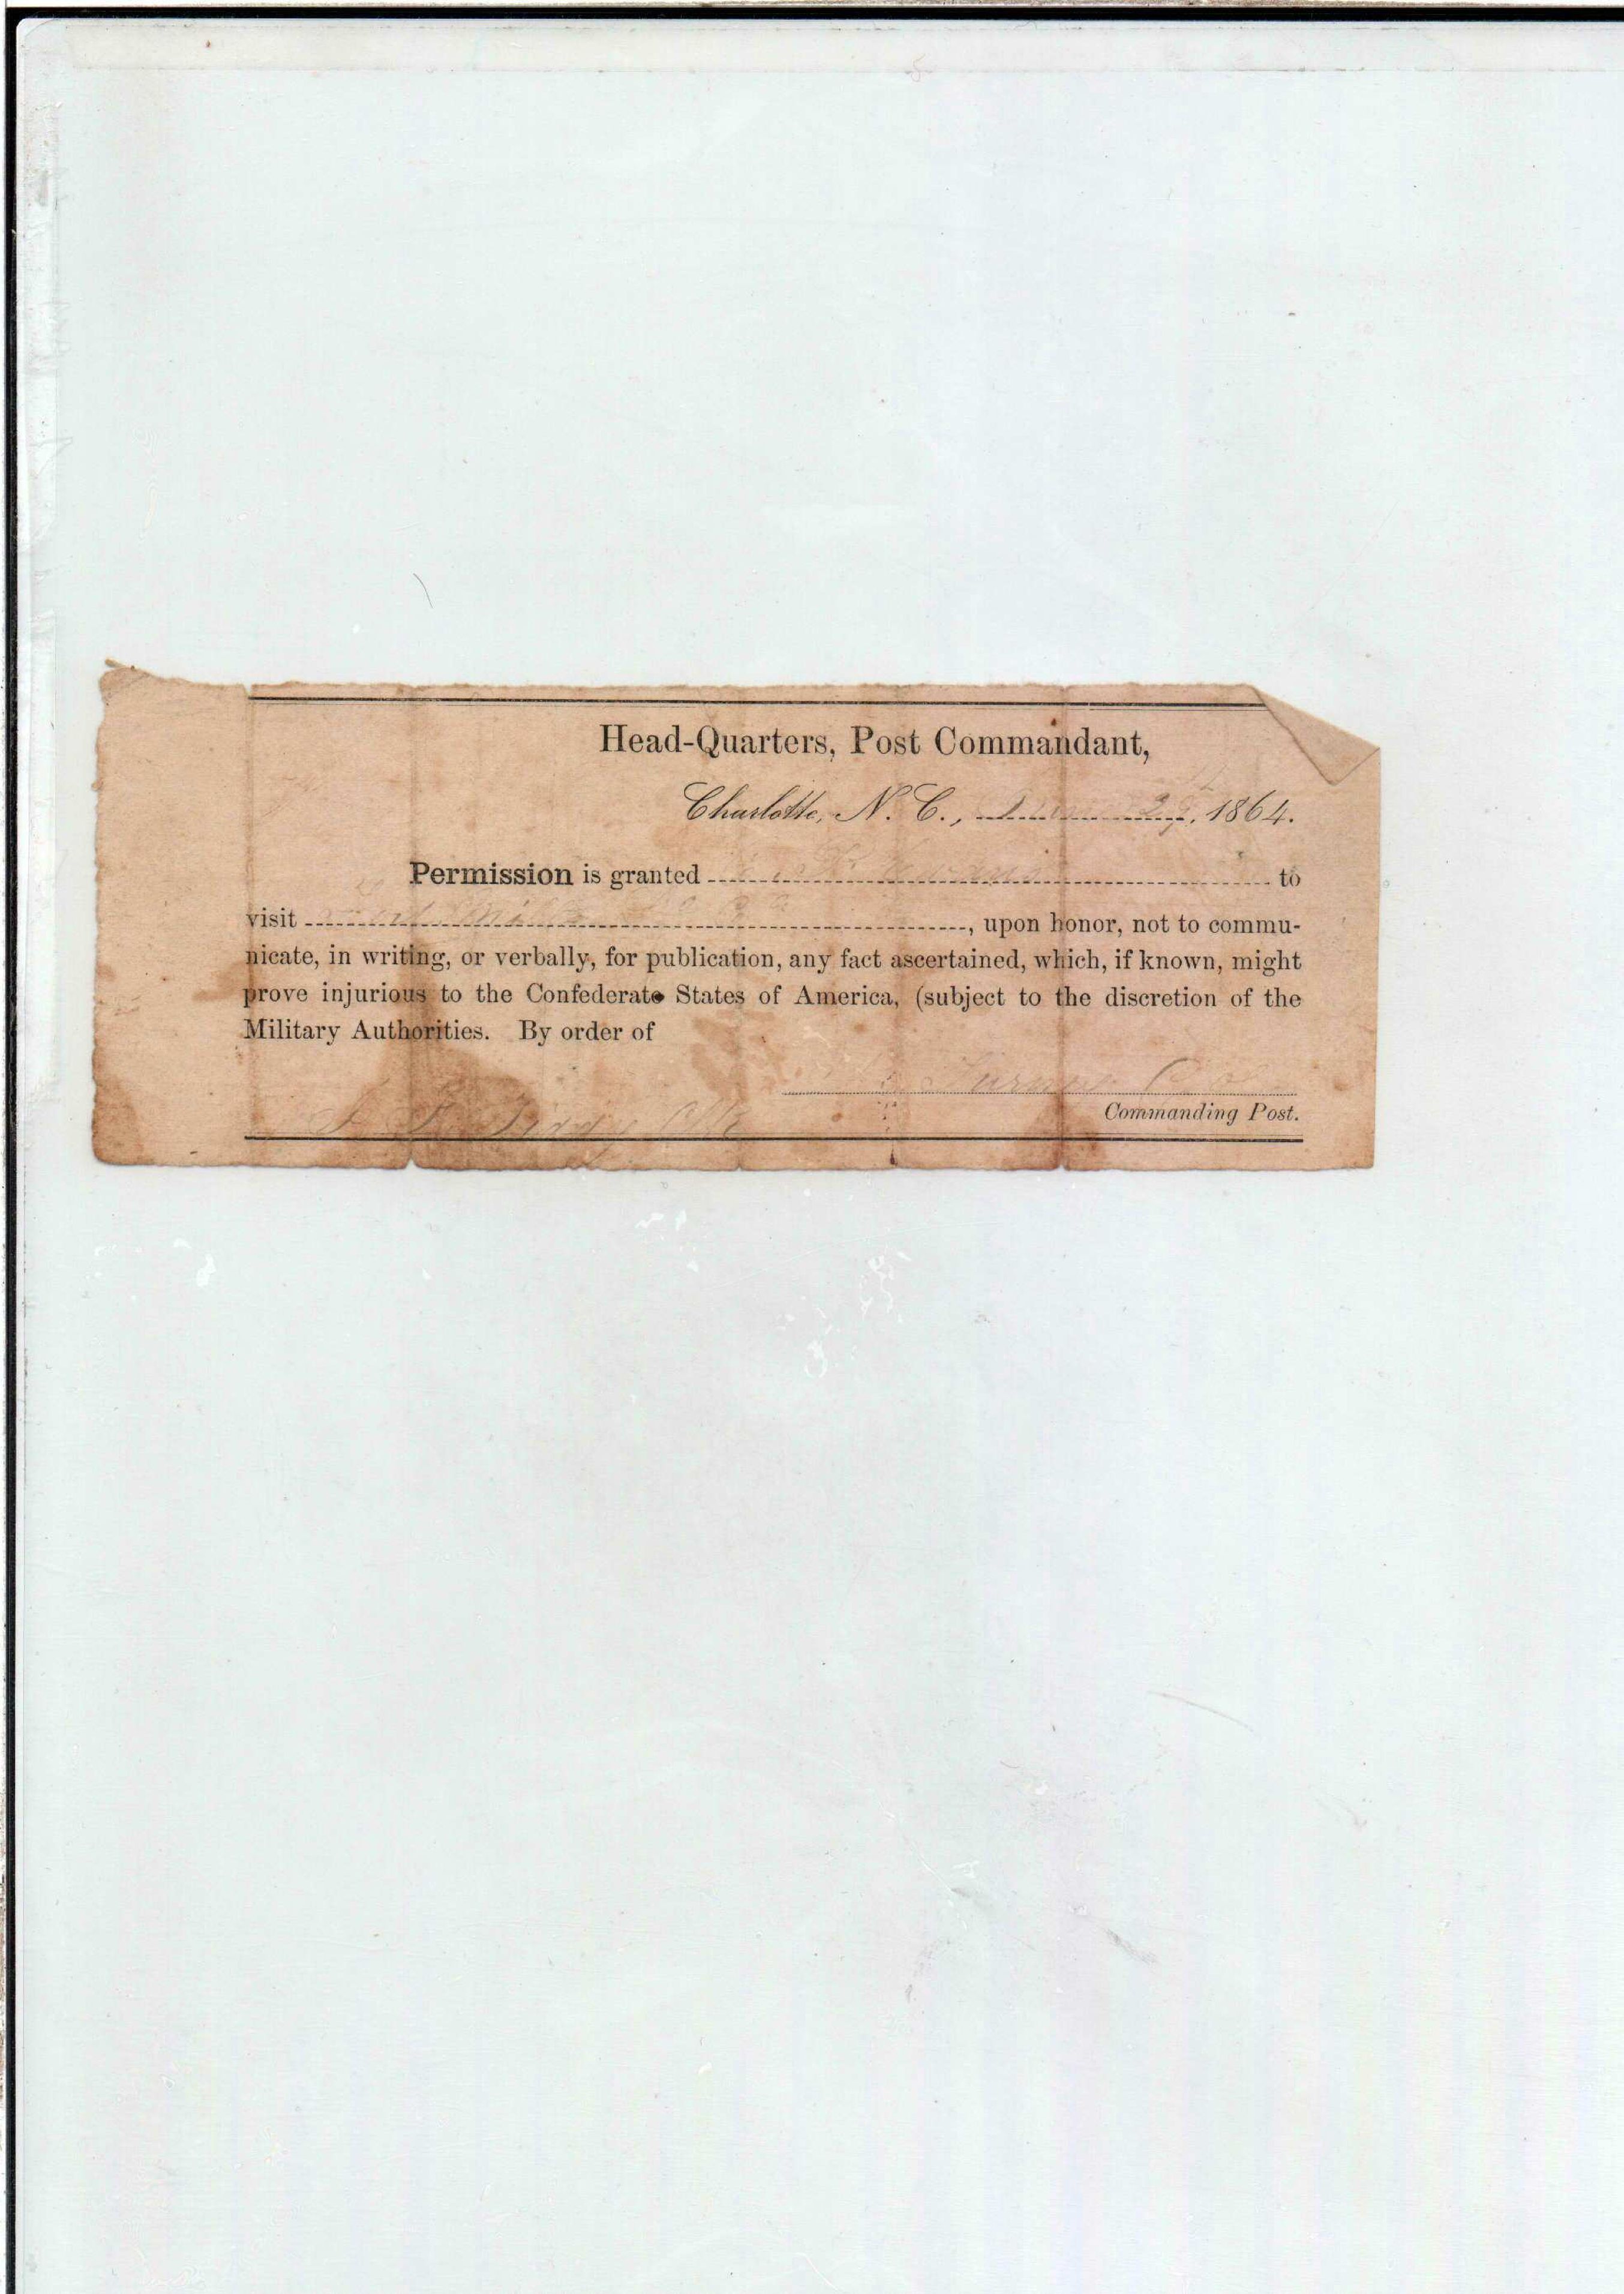 Head-Quarters, Post Commandant,
Charlotte, N. C., 29, 1864.
Permission is granted to
visit , upon honor, not to commu-
nicate, in writing, or verbally, for publication, any fact ascertained, which, if known, might
prove injurious to the Confederate States of America, (subject to the discretion of the
Military Authorities. By order of
Commanding Post.